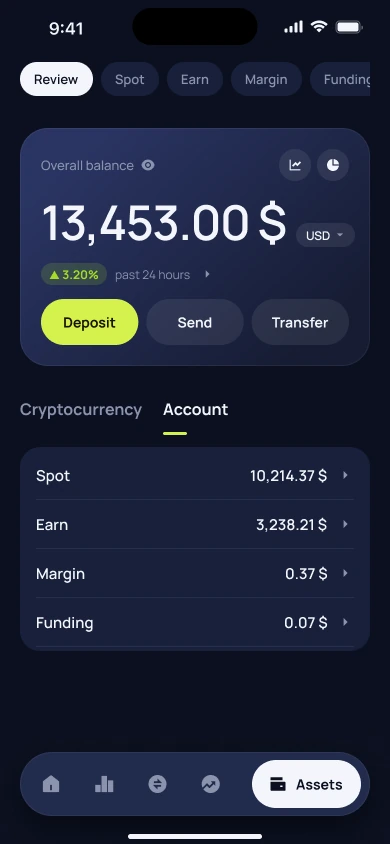 9:41
Review Spot Earn Margin Funding
Overall balance
13,453.00 $ USD
3.20% past 24 hours
Deposit Send Transfer
Cryptocurrency Account
Spot 10,214.37 $
Earn 3,238.21 $
Margin 0.37 $
Funding 0.07 $
Assets